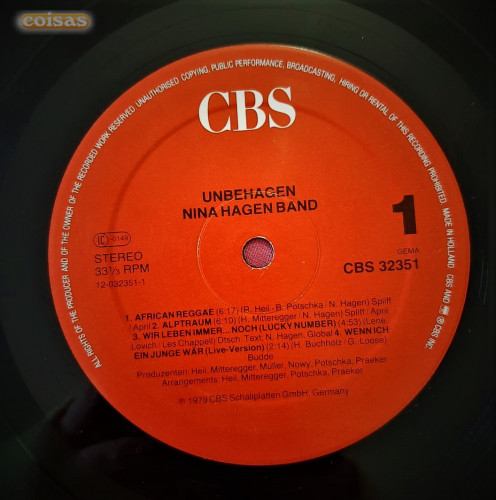 coisas
ALL RIGHTS OF THE PRODUCER AND OF THE OWNER OF THE RECORDED WORK RESERVED. UNAUTHORISED COPYING, PUBLIC PERFORMANCE, BROADCASTING, HIRING OR RENTAL OF THIS RECORDING PROHIBITED. MADE IN HOLLAND. CBS AND
CBS
UNBEHAGEN
NINA HAGEN BAND
1
STEREO
33⅓ RPM
12-032351-1
GEMA
CBS 32351
1. AFRICAN REGGAE (6:17) (R. Heil - B. Potschka - N. Hagen) Spliff
/ April 2. ALPTRAUM (6:10) (H. Mitteregger - N. Hagen) Spliff / April
3. WIR LEBEN IMMER... NOCH (LUCKY NUMBER) (4:53) (Lene
Lovich / Les Chappell) Dtsch. Text: N. Hagen. Global 4. WENN ICH
EIN JUNGE WÄR (Live-Version) (2:14) (H. Buchholz / G. Loose)
Budde
Produzenten: Heil, Mitteregger, Müller, Nowy, Potschka, Praeker
Arrangements: Heil, Mitteregger, Potschka, Praeker
℗ 1979 CBS Schallplatten GmbH. Germany